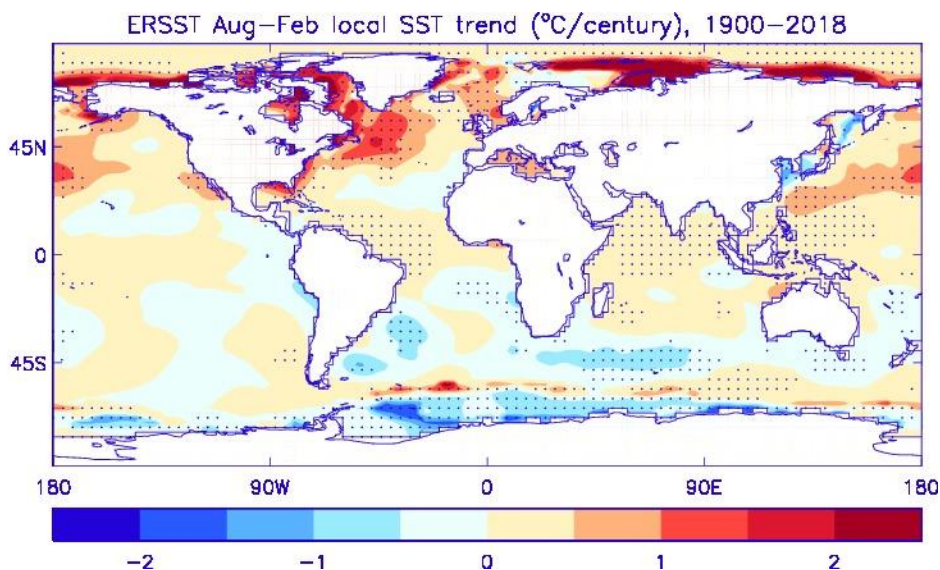 ERSST Aug–Feb local SST trend (°C/century), 1900–2018
45N
0
45S
180 90W 0 90E 180
−2 −1 0 1 2